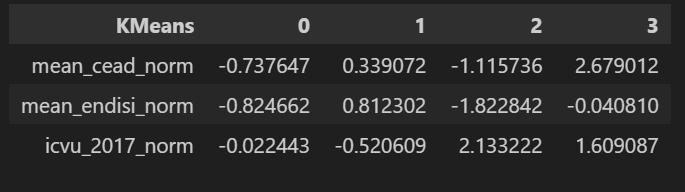 KMeans 0 1 2 3
mean_cead_norm -0.737647 0.339072 -1.115736 2.679012
mean_endisi_norm -0.824662 0.812302 -1.822842 -0.040810
icvu_2017_norm -0.022443 -0.520609 2.133222 1.609087